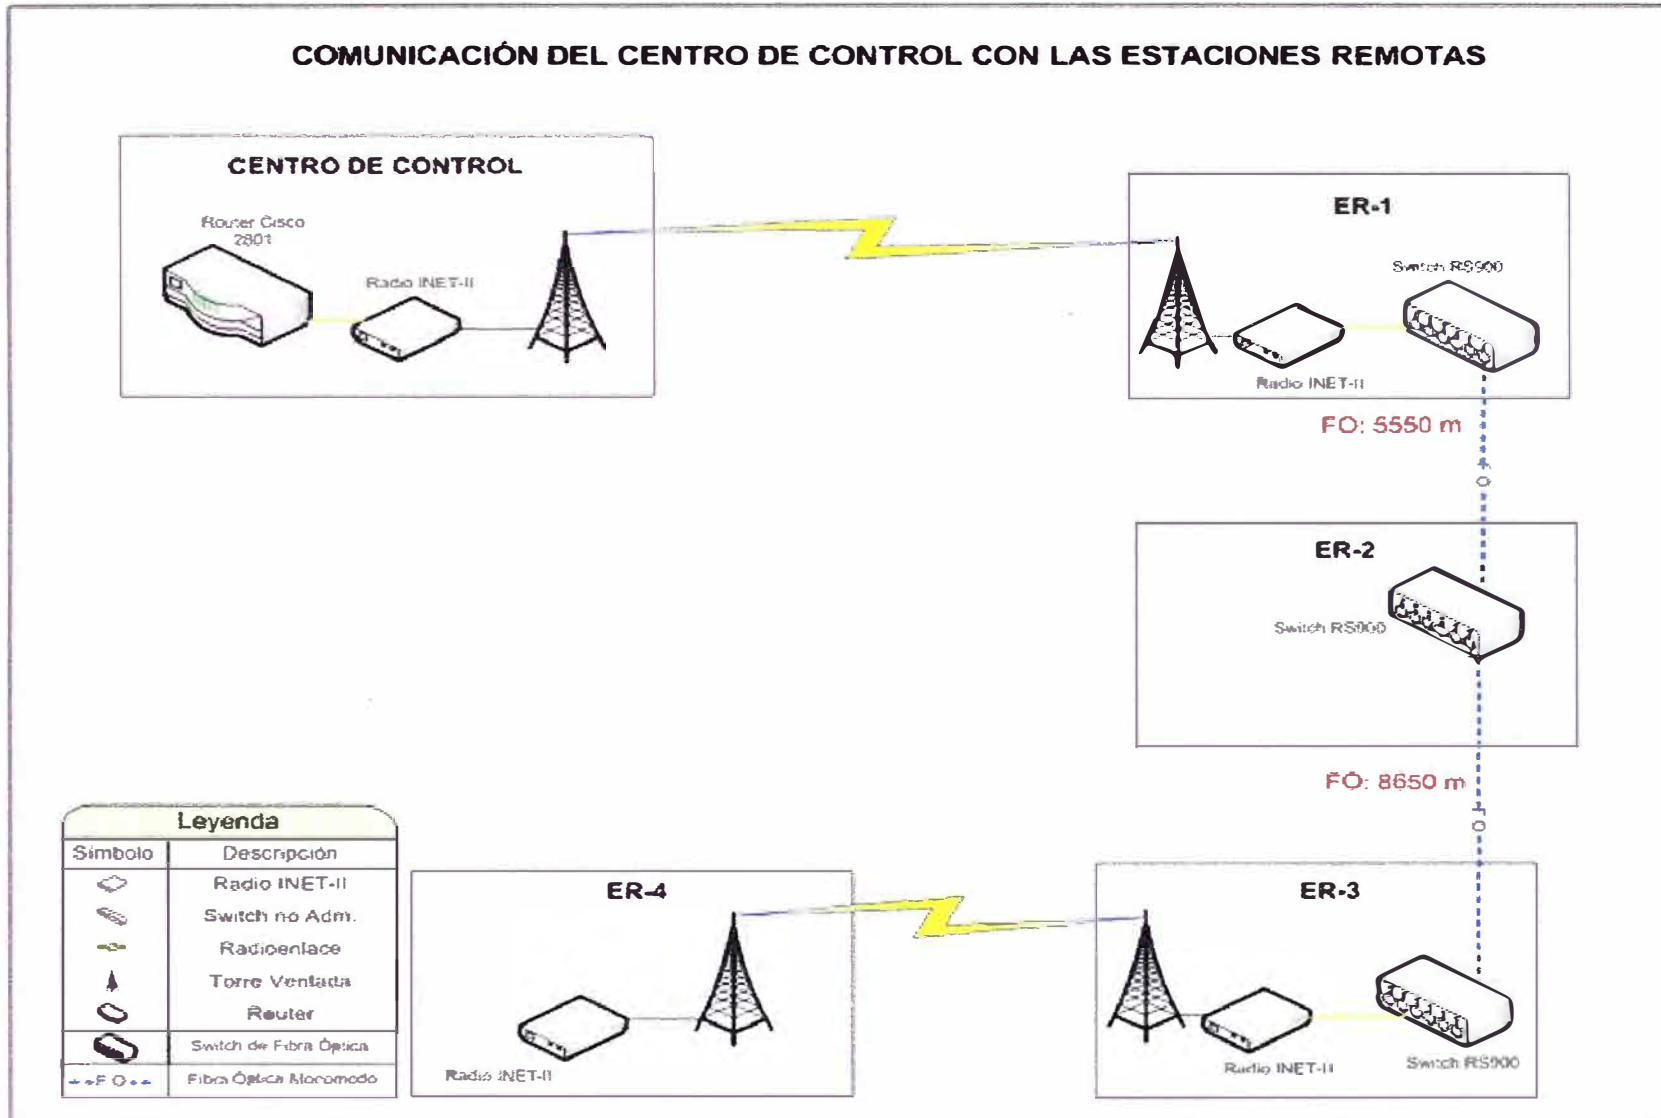 COMUNICACIÓN DEL CENTRO DE CONTROL CON LAS ESTACIONES REMOTAS
CENTRO DE CONTROL
Router Cisco
2801
Radio INET-II
ER-1
Switch RS900
Radio INET-II
FO: 5550 m
ER-2
Switch RS900
FO: 8650 m
Leyenda
Símbolo Descripción
Radio INET-II
Switch no Adm.
Radioenlace
Torre Ventada
Router
Switch de Fibra Óptica
F O Fibra Óptica Monomodo
ER-4
Radio INET-II
ER-3
Radio INET-II
Switch RS900